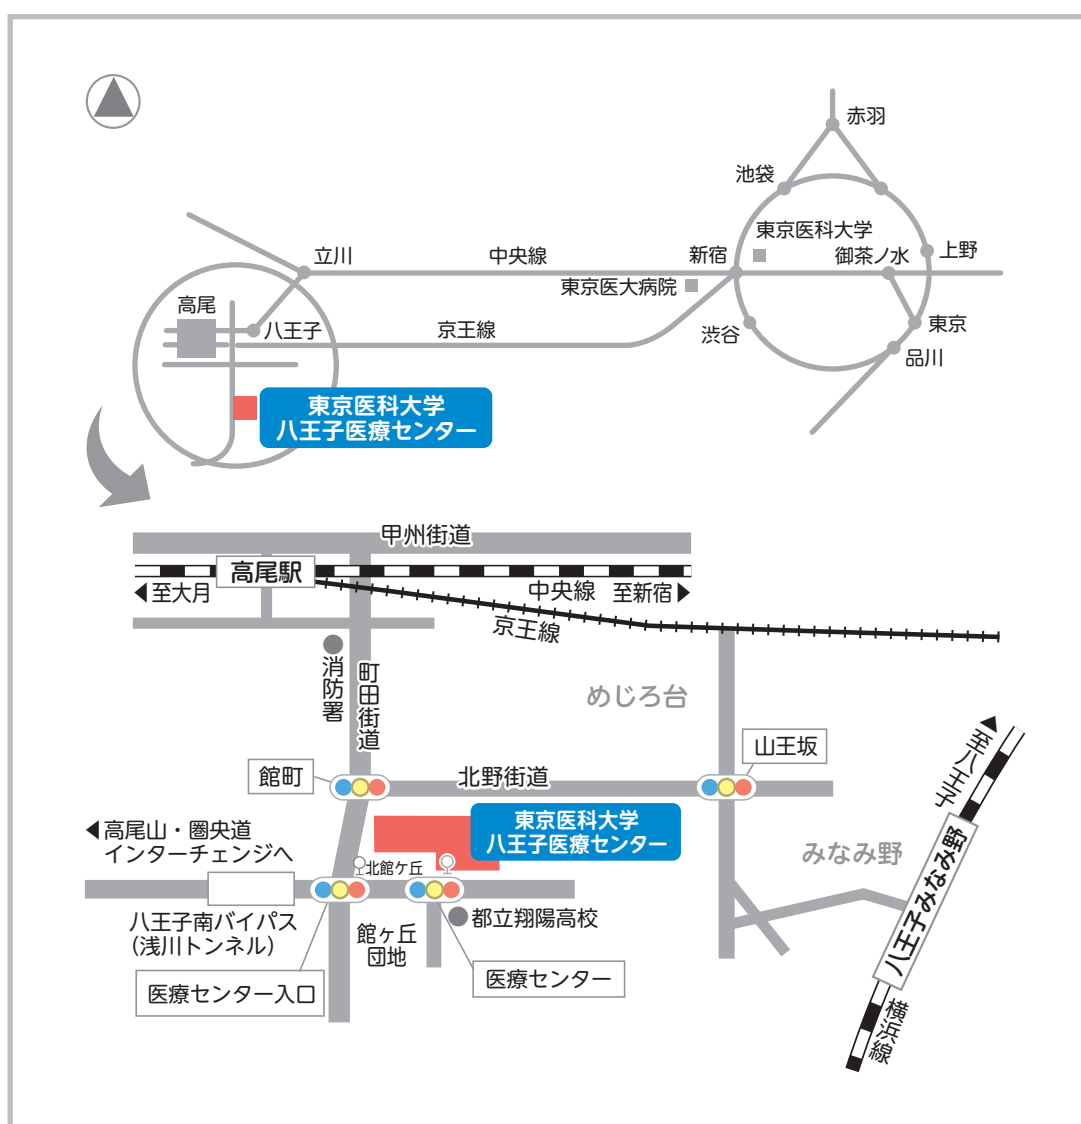 赤羽
池袋
東京医科大学
新宿
御茶ノ水
上野
立川
中央線
東京医大病院
高尾
八王子
京王線
渋谷
東京
品川
東京医科大学
八王子医療センター
甲州街道
高尾駅
至大月
中央線
至新宿
京王線
消防署
町田街道
めじろ台
至八王子
山王坂
館町
北野街道
東京医科大学
八王子医療センター
高尾山・圏央道
インターチェンジへ
北館ケ丘
みなみ野
八王子みなみ野
八王子南バイパス
(浅川トンネル)
館ヶ丘
団地
都立翔陽高校
医療センター入口
医療センター
横浜線